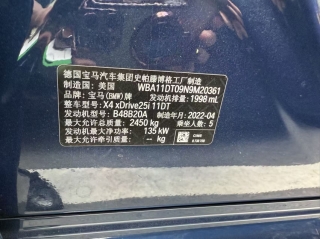 德国宝马汽车集团史帕滕博格工厂制造
制造国：美国 WBA11DT09N9M20361
品牌：宝马(BMW)牌 发动机排量：1998 mL
整车型号：X4 xDrive25i 11DT
发动机型号：B48B20A 制造年月：2022-04
最大允许总质量：2450 kg 乘坐人数：5
发动机最大净功率：135 kW
最大允许牵引质量：-- kg